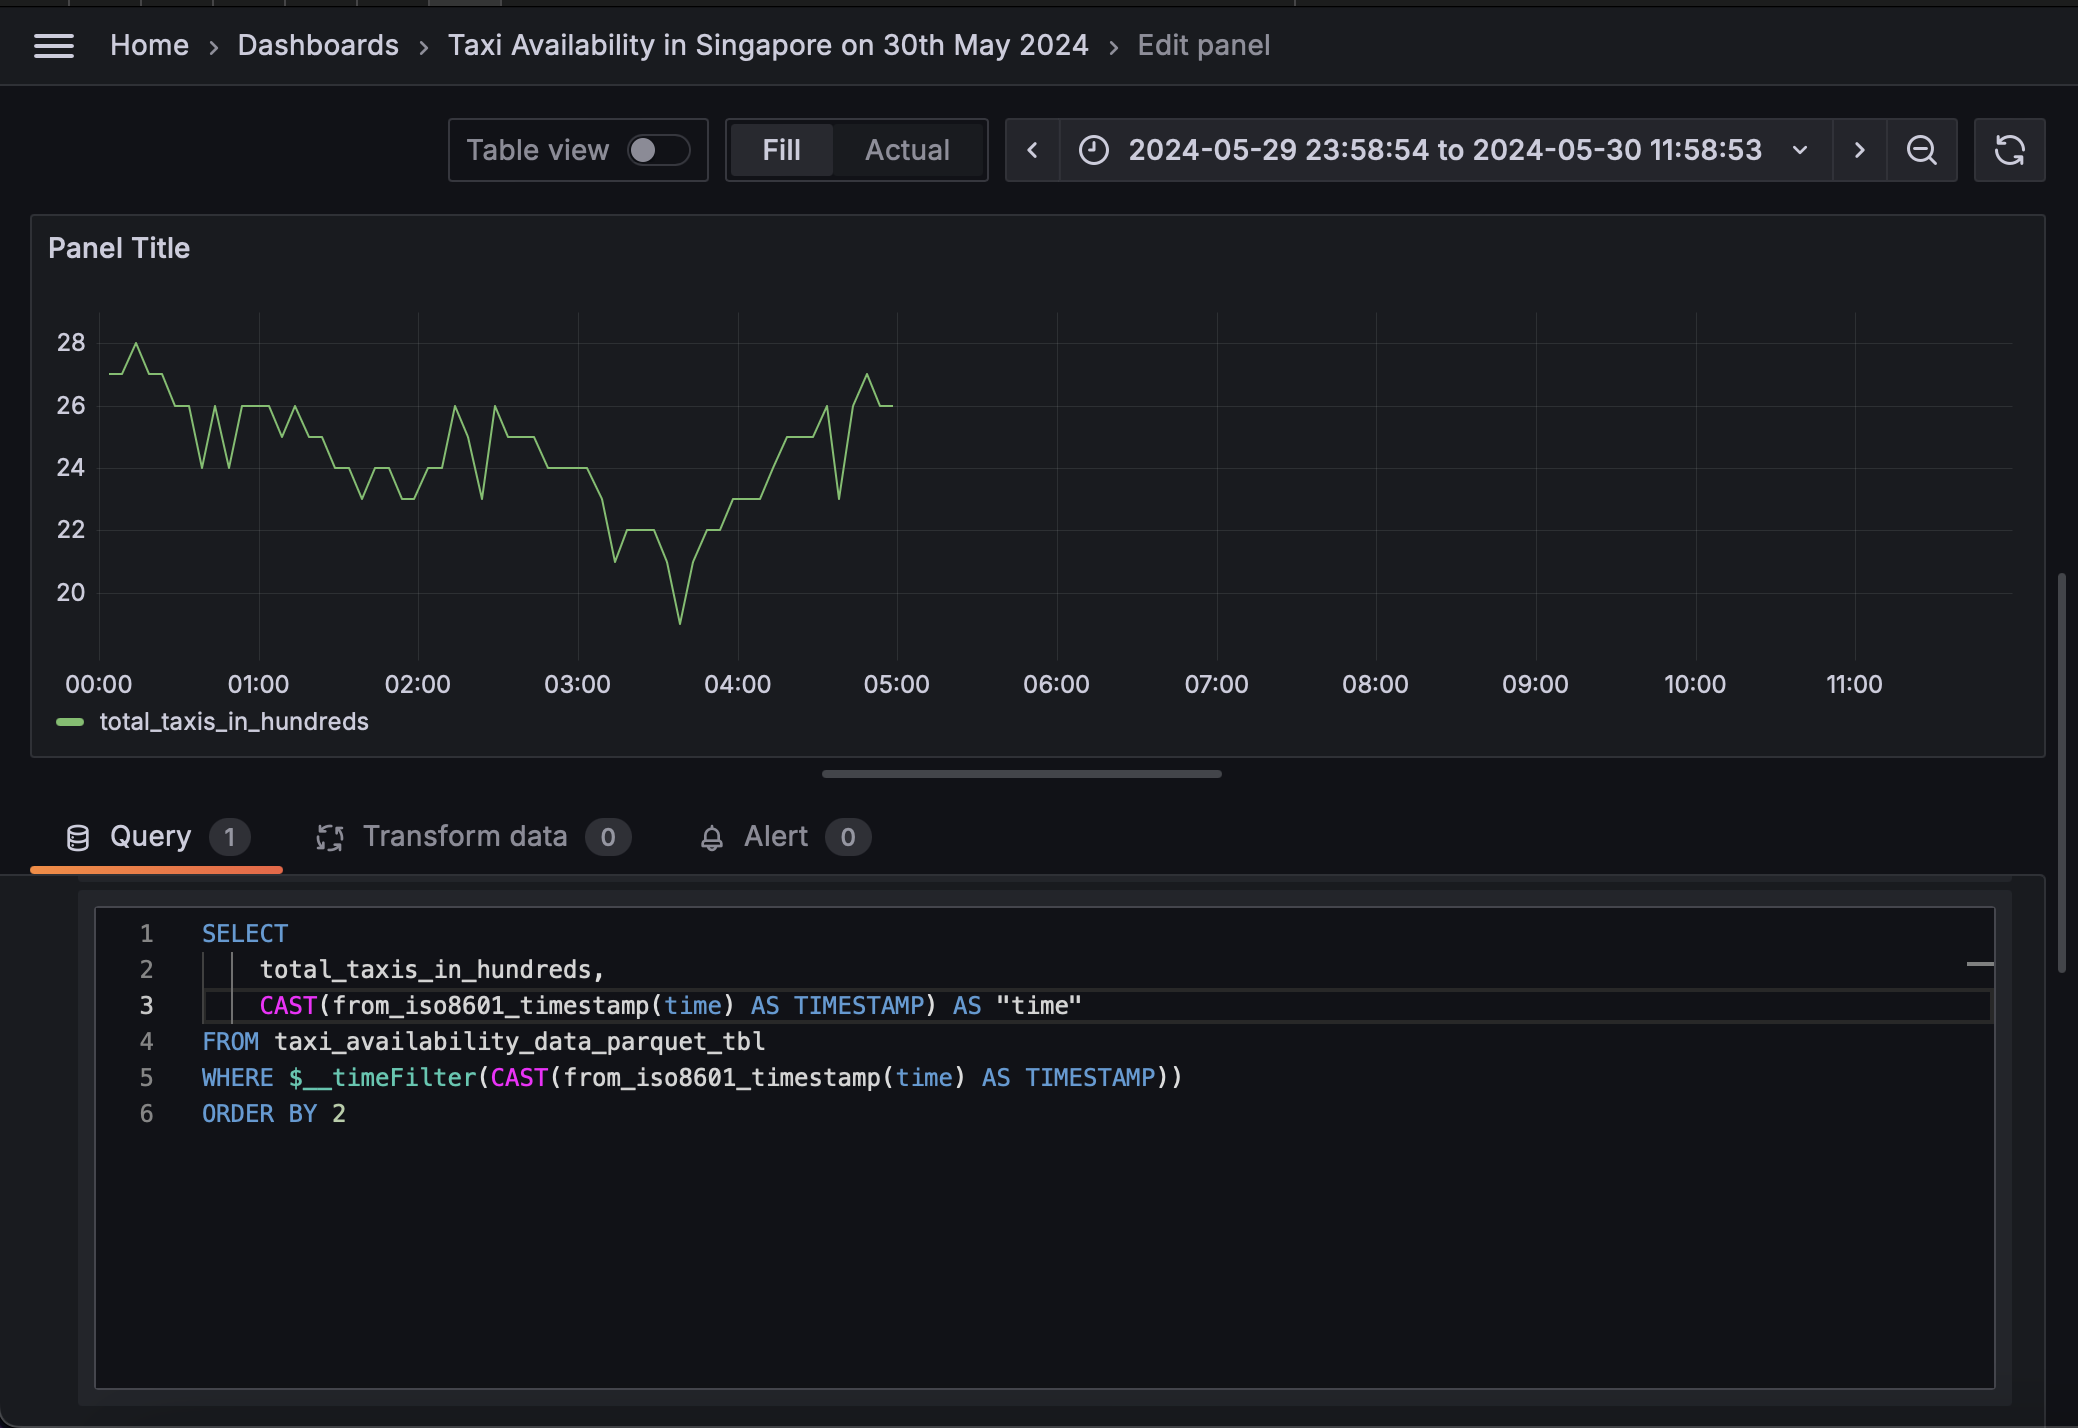 Home › Dashboards › Taxi Availability in Singapore on 30th May 2024 › Edit panel
Table view Fill Actual 2024-05-29 23:58:54 to 2024-05-30 11:58:53
Panel Title
28
26
24
22
20
00:00 01:00 02:00 03:00 04:00 05:00 06:00 07:00 08:00 09:00 10:00 11:00
total_taxis_in_hundreds
Query 1 Transform data 0 Alert 0
1 SELECT
2 total_taxis_in_hundreds,
3 CAST(from_iso8601_timestamp(time) AS TIMESTAMP) AS "time"
4 FROM taxi_availability_data_parquet_tbl
5 WHERE $__timeFilter(CAST(from_iso8601_timestamp(time) AS TIMESTAMP))
6 ORDER BY 2